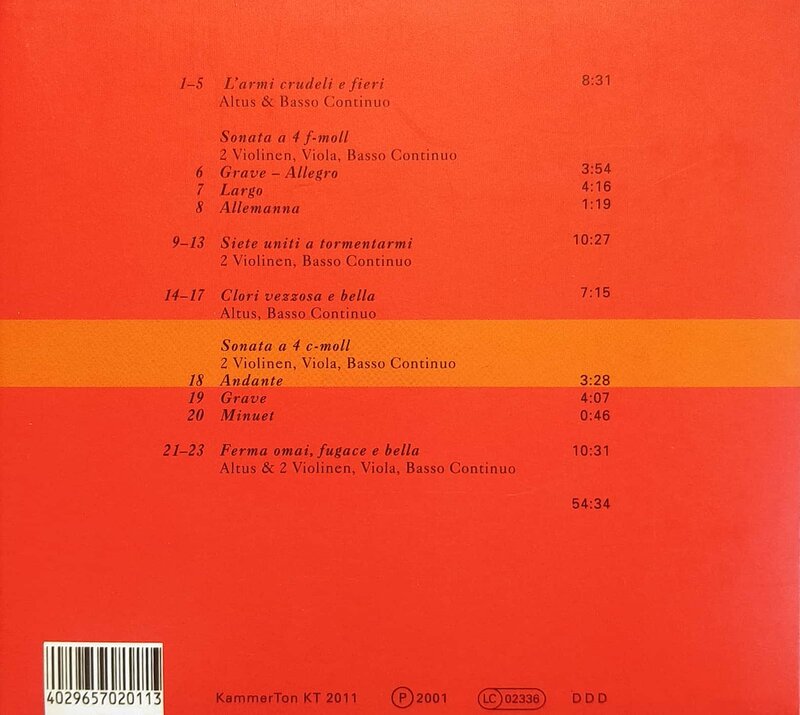 1–5 L'armi crudeli e fieri 8:31
Altus & Basso Continuo
Sonata a 4 f-moll
2 Violinen, Viola, Basso Continuo
6 Grave – Allegro 3:54
7 Largo 4:16
8 Allemanna 1:19
9–13 Siete uniti a tormentarmi 10:27
2 Violinen, Basso Continuo
14–17 Clori vezzosa e bella 7:15
Altus, Basso Continuo
Sonata a 4 c-moll
2 Violinen, Viola, Basso Continuo
18 Andante 3:28
19 Grave 4:07
20 Minuet 0:46
21–23 Ferma omai, fugace e bella 10:31
Altus & 2 Violinen, Viola, Basso Continuo
54:34
4029657020113 KammerTon KT 2011 P 2001 LC 02336 DDD